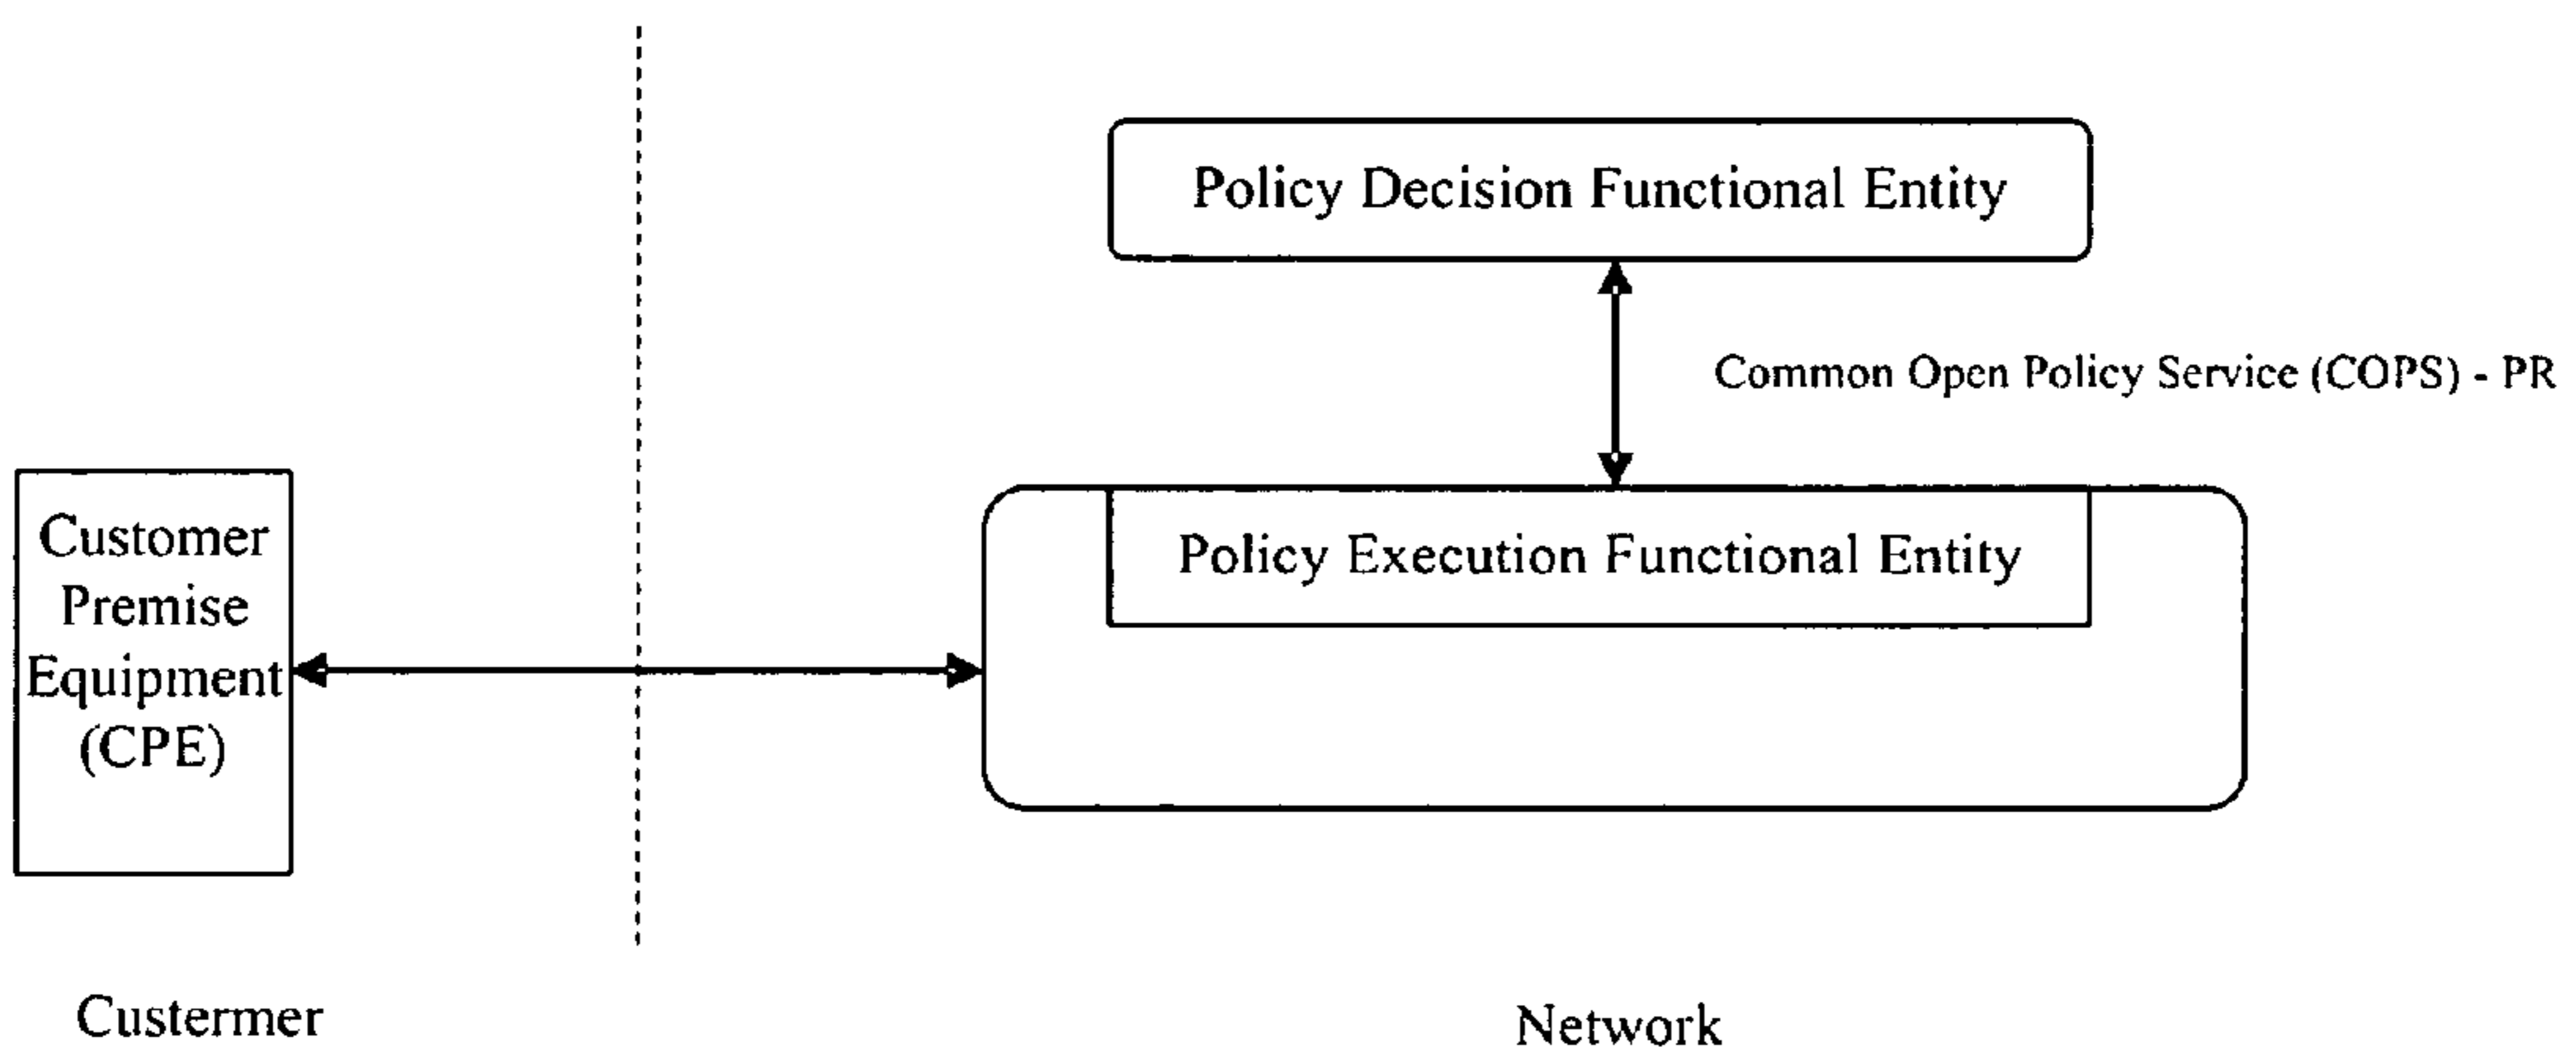 Policy Decision Functional Entity
Common Open Policy Service (COPS) - PR
Policy Execution Functional Entity
Customer
Premise
Equipment
(CPE)
Custermer
Network